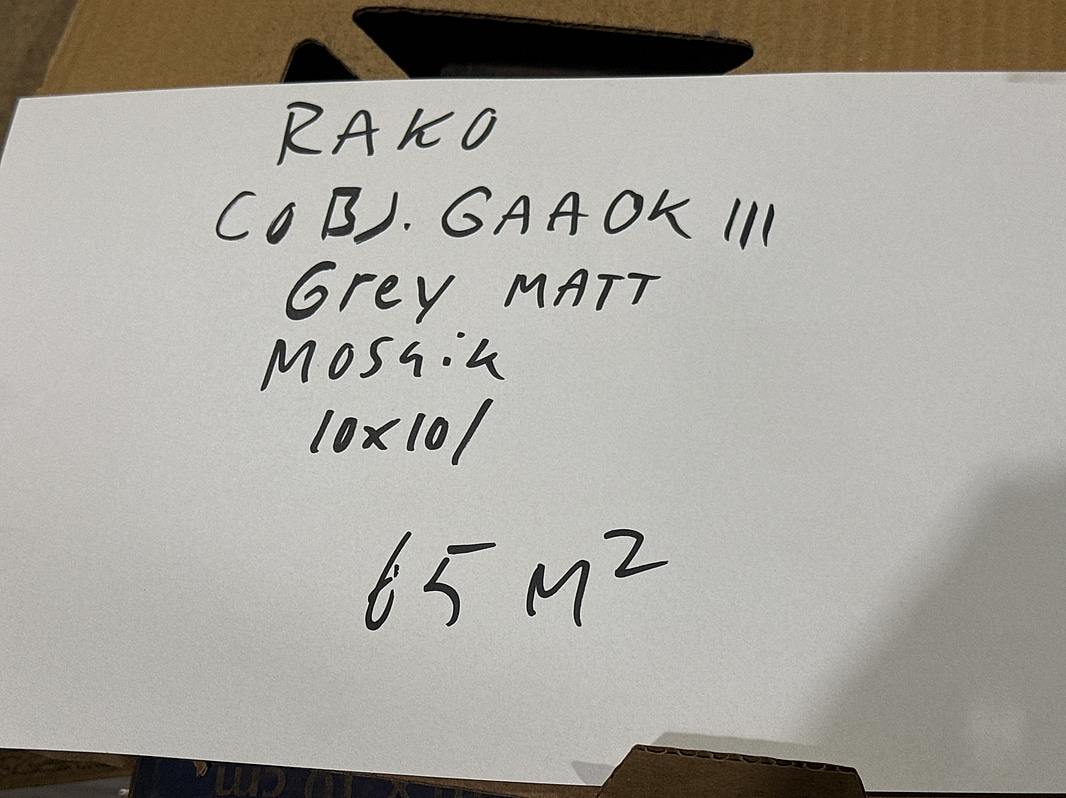 RAKO
COBJ. GAAOK III
Grey MATT
Mosaik
10x10/
65 M²